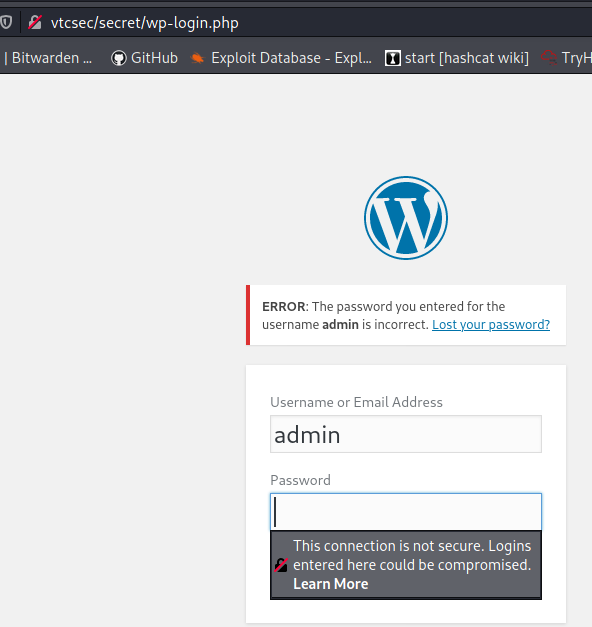 vtcsec/secret/wp-login.php
Bitwarden ... GitHub Exploit Database - Expl... start [hashcat wiki] TryH
ERROR: The password you entered for the
username admin is incorrect. Lost your password?
Username or Email Address
admin
Password
This connection is not secure. Logins
entered here could be compromised.
Learn More